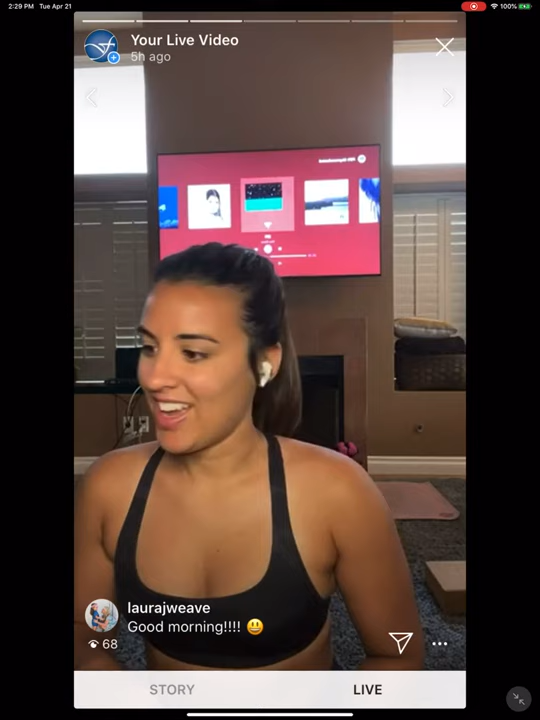 2:29 PM Tue Apr 21
100%
Your Live Video
5h ago
laurajweave
Good morning!!!! 😃
68
STORY
LIVE